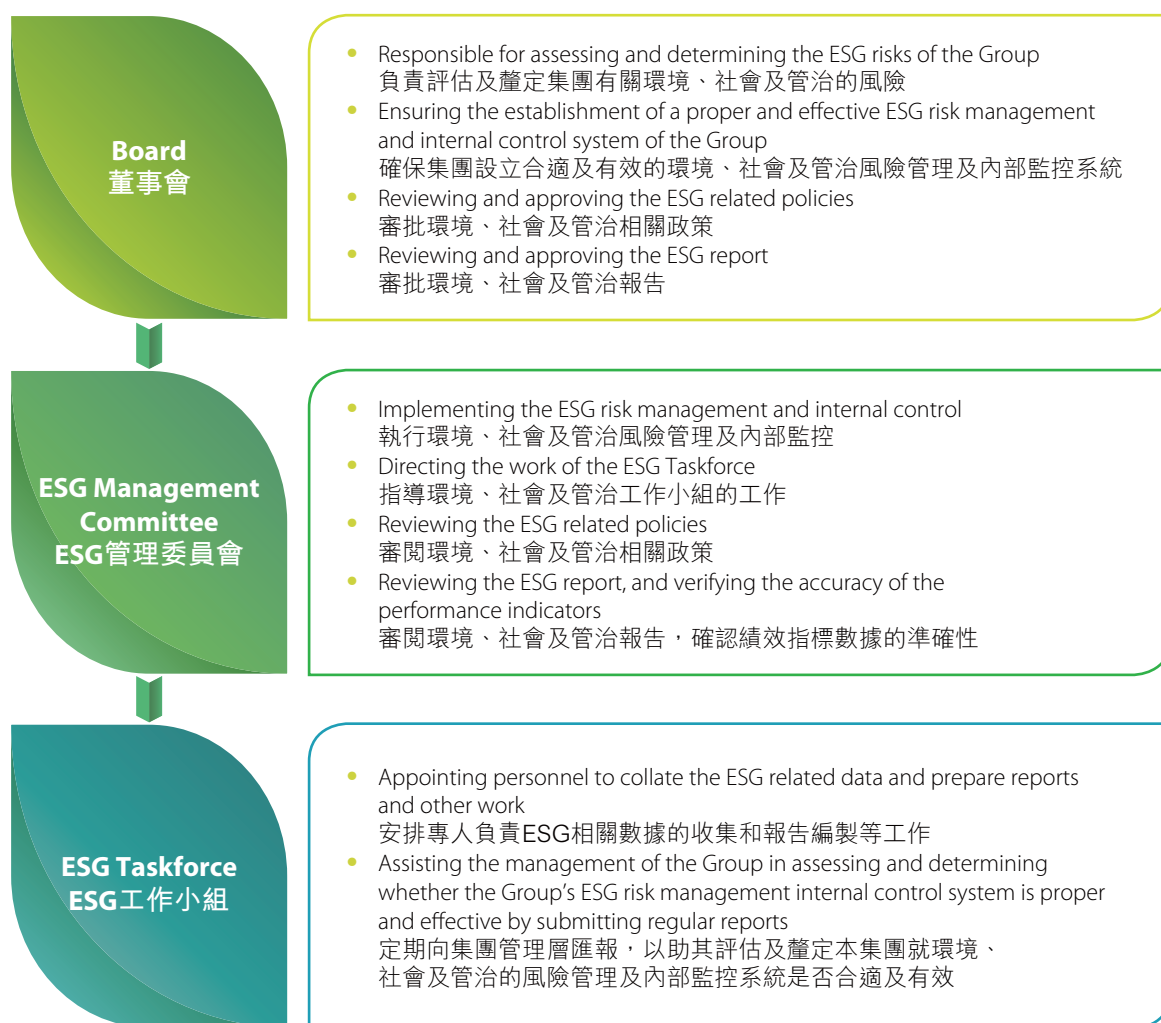 Board
董事會
• Responsible for assessing and determining the ESG risks of the Group
負責評估及釐定集團有關環境、社會及管治的風險
• Ensuring the establishment of a proper and effective ESG risk management
and internal control system of the Group
確保集團設立合適及有效的環境、社會及管治風險管理及內部監控系統
• Reviewing and approving the ESG related policies
審批環境、社會及管治相關政策
• Reviewing and approving the ESG report
審批環境、社會及管治報告
ESG Management
Committee
ESG管理委員會
• Implementing the ESG risk management and internal control
執行環境、社會及管治風險管理及內部監控
• Directing the work of the ESG Taskforce
指導環境、社會及管治工作小組的工作
• Reviewing the ESG related policies
審閱環境、社會及管治相關政策
• Reviewing the ESG report, and verifying the accuracy of the
performance indicators
審閱環境、社會及管治報告，確認績效指標數據的準確性
ESG Taskforce
ESG工作小組
• Appointing personnel to collate the ESG related data and prepare reports
and other work
安排專人負責ESG相關數據的收集和報告編製等工作
• Assisting the management of the Group in assessing and determining
whether the Group's ESG risk management internal control system is proper
and effective by submitting regular reports
定期向集團管理層匯報，以助其評估及釐定本集團就環境、
社會及管治的風險管理及內部監控系統是否合適及有效